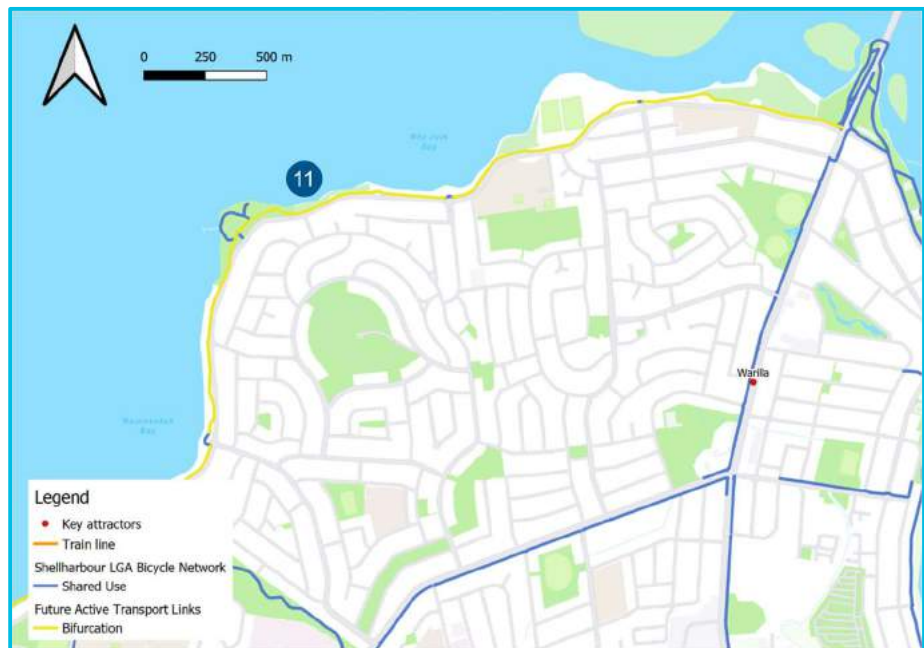 0 250 500 m
11
Warilla
Legend
Key attractors
Train line
Shellharbour LGA Bicycle Network
Shared Use
Future Active Transport Links
Bifurcation